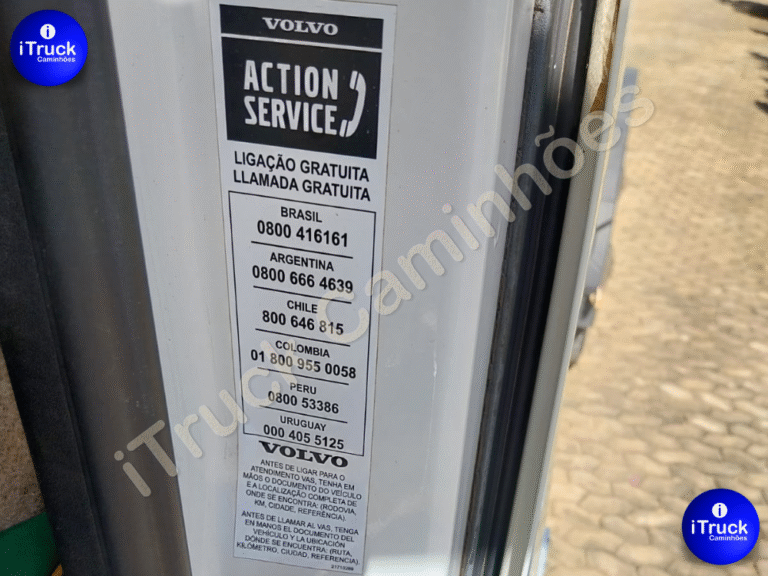 i
iTruck
Caminhões
VOLVO
ACTION
SERVICE
LIGAÇÃO GRATUITA
LLAMADA GRATUITA
BRASIL
0800 416161
ARGENTINA
0800 666 4639
CHILE
800 646 815
COLOMBIA
01 800 955 0058
PERU
0800 53386
URUGUAY
000 405 5125
VOLVO
ANTES DE LIGAR PARA O
ATENDIMENTO VAS, TENHA EM
MÃOS O DOCUMENTO DO VEÍCULO
E A LOCALIZAÇÃO COMPLETA DE
ONDE SE ENCONTRA: (RODOVIA,
KM, CIDADE, REFERÊNCIA).
ANTES DE LLAMAR AL VAS, TENGA
EN MANOS EL DOCUMENTO DEL
VEHÍCULO Y LA UBICACIÓN
DÓNDE SE ENCUENTRA: (RUTA,
KILÓMETRO, CIUDAD, REFERENCIA).
iTruck Caminhões
i
iTruck
Caminhões